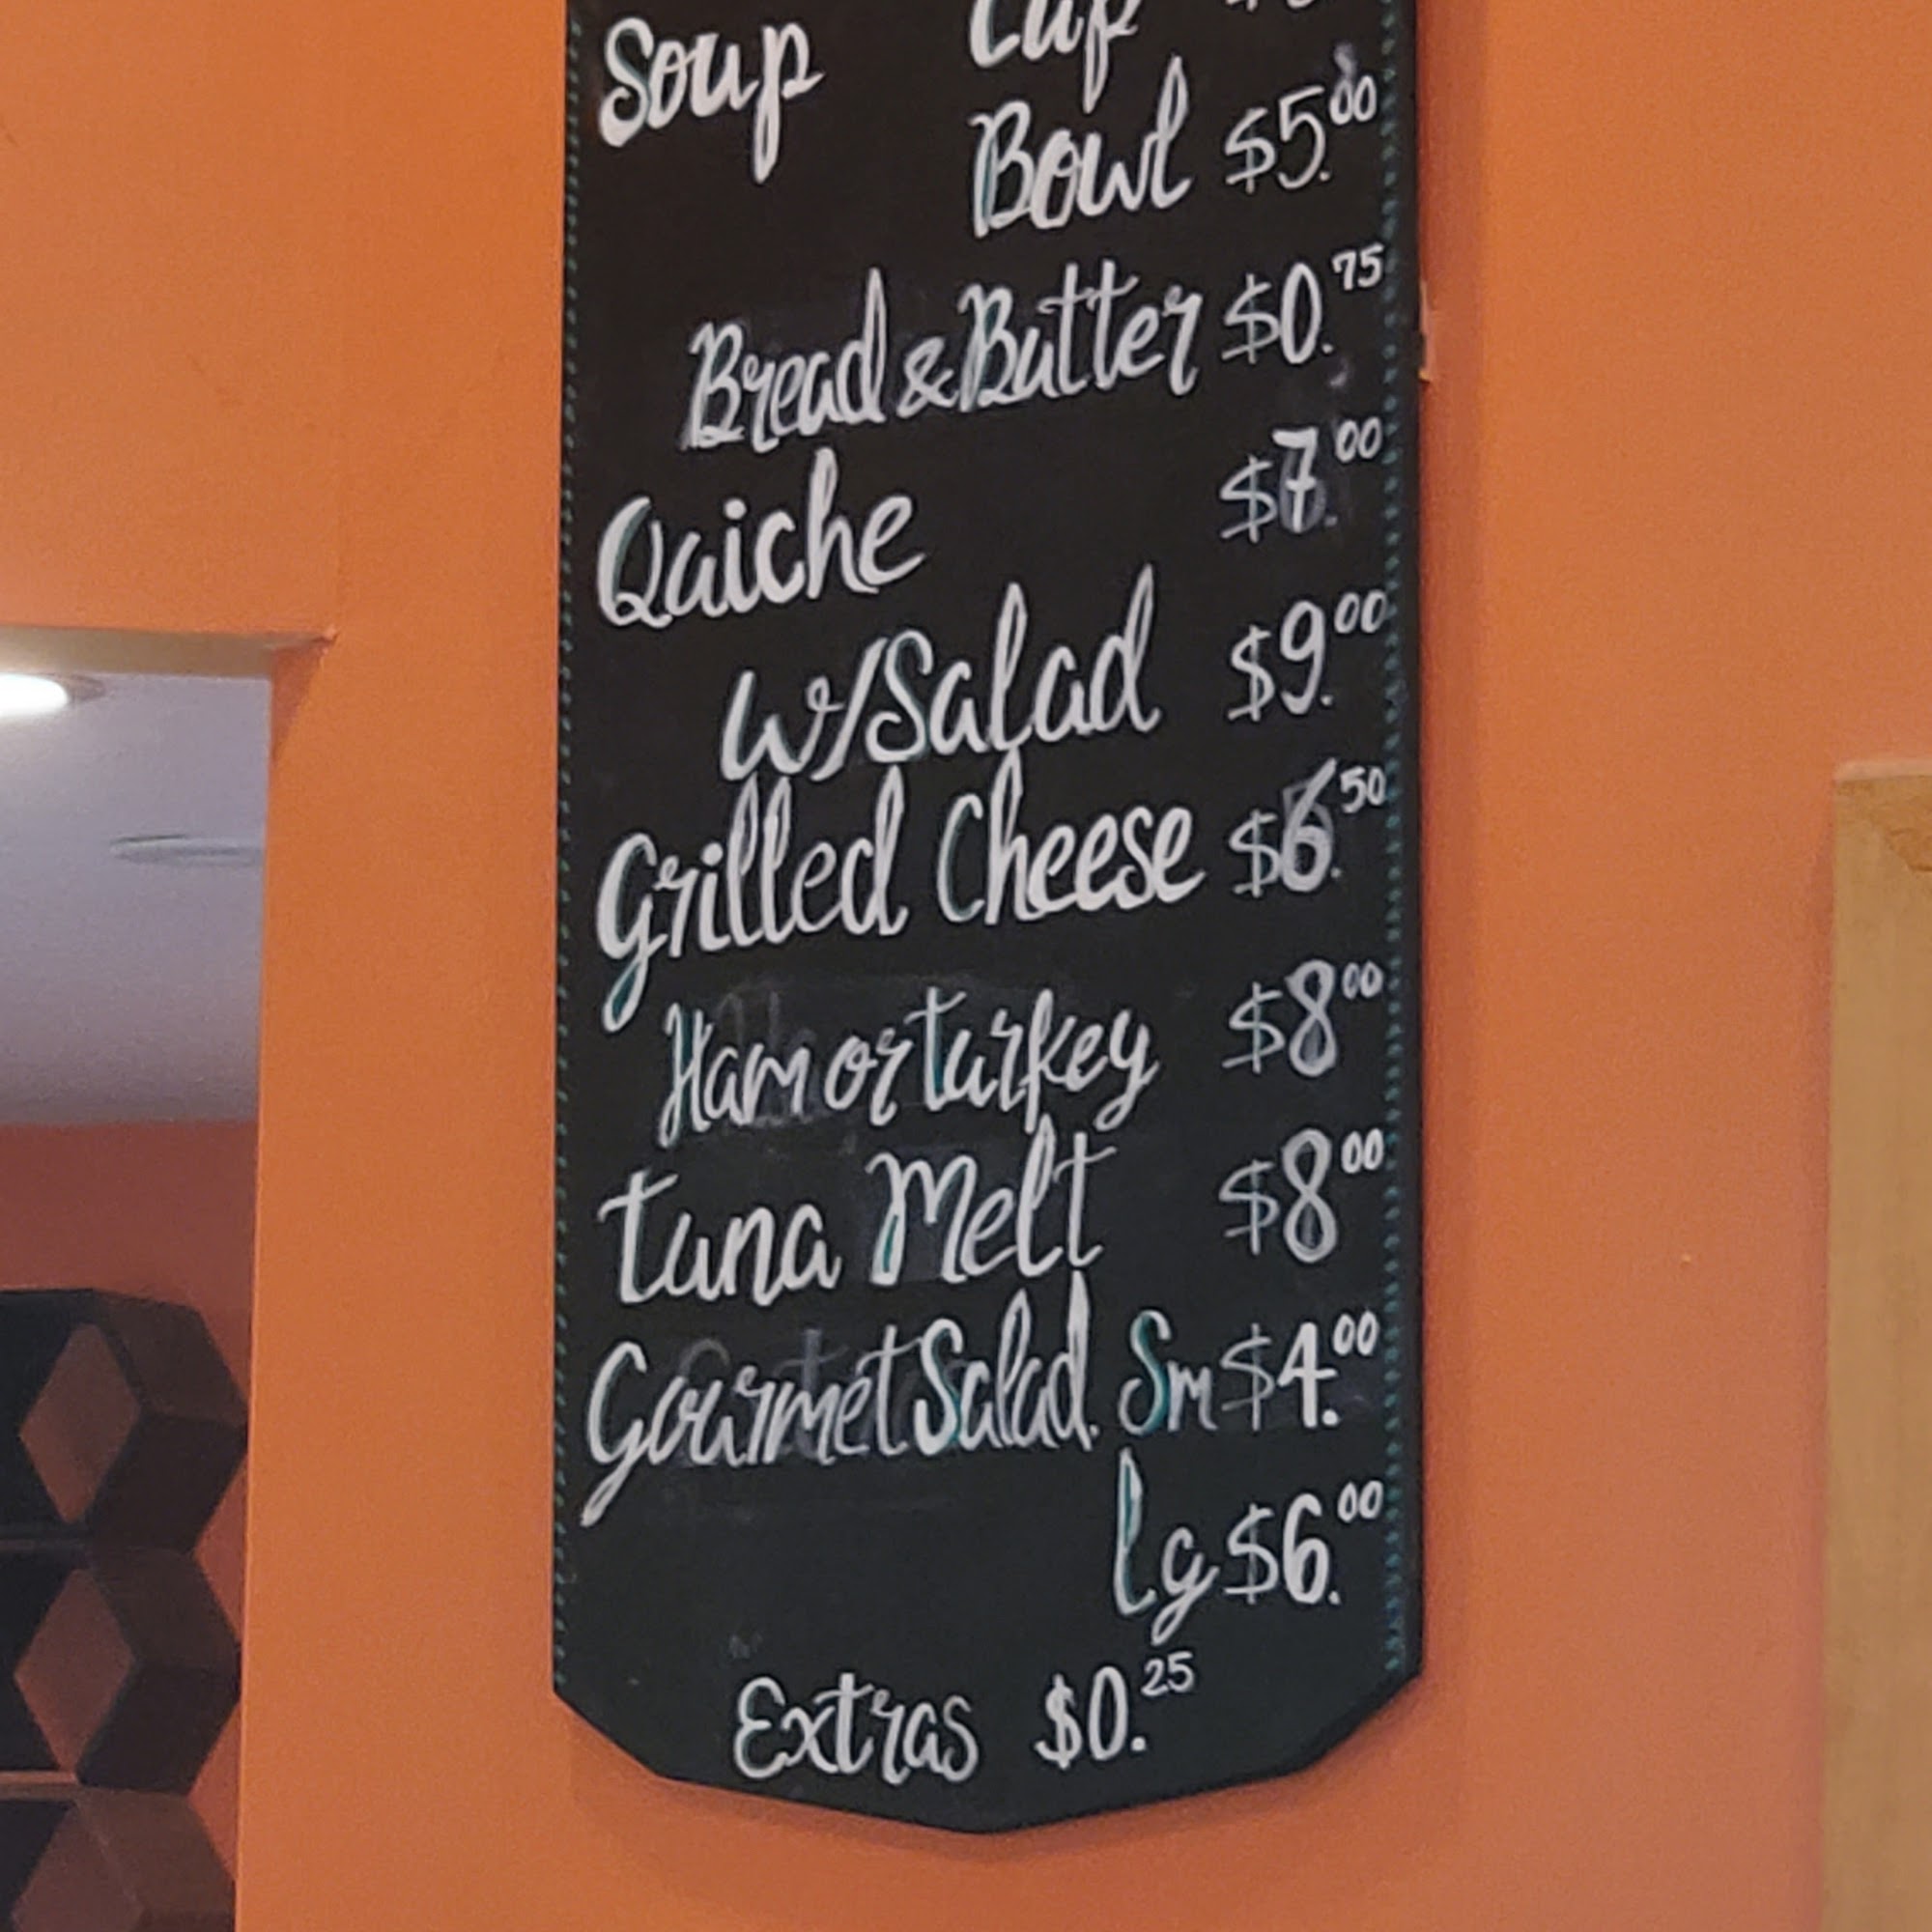 Soup Cup
Bowl $5.00
Bread & Butter $0.75
Quiche $7.00
w/Salad $9.00
Grilled Cheese $6.50
Ham or turkey $8.00
tuna Melt $8.00
Gourmet Salad. Sm $4.00
lg $6.00
Extras $0.25